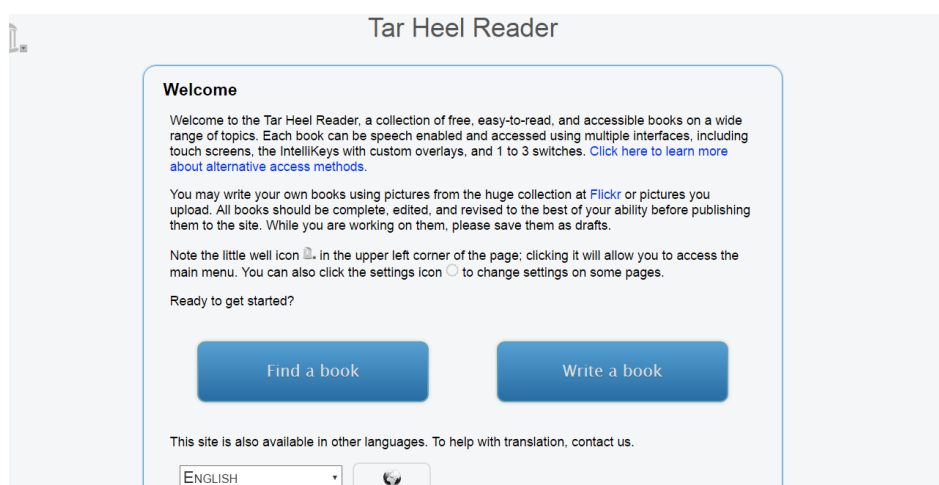 Tar Heel Reader
Welcome
Welcome to the Tar Heel Reader, a collection of free, easy-to-read, and accessible books on a wide
range of topics. Each book can be speech enabled and accessed using multiple interfaces, including
touch screens, the IntelliKeys with custom overlays, and 1 to 3 switches. Click here to learn more
about alternative access methods.
You may write your own books using pictures from the huge collection at Flickr or pictures you
upload. All books should be complete, edited, and revised to the best of your ability before publishing
them to the site. While you are working on them, please save them as drafts.
Note the little well icon in the upper left corner of the page; clicking it will allow you to access the
main menu. You can also click the settings icon to change settings on some pages.
Ready to get started?
Find a book Write a book
This site is also available in other languages. To help with translation, contact us.
ENGLISH